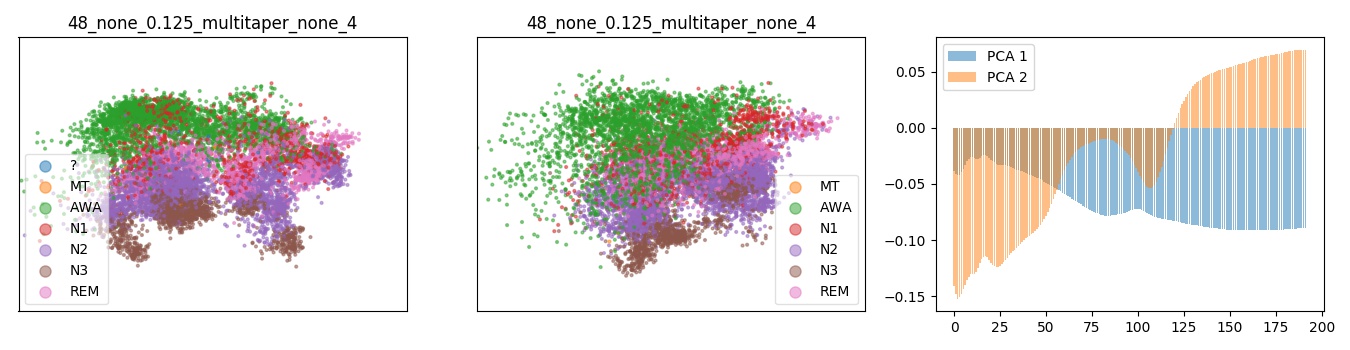 48_none_0.125_multitaper_none_4
?
MT
AWA
N1
N2
N3
REM
48_none_0.125_multitaper_none_4
MT
AWA
N1
N2
N3
REM
PCA 1
PCA 2
0.05
0.00
−0.05
−0.10
−0.15
0 25 50 75 100 125 150 175 200